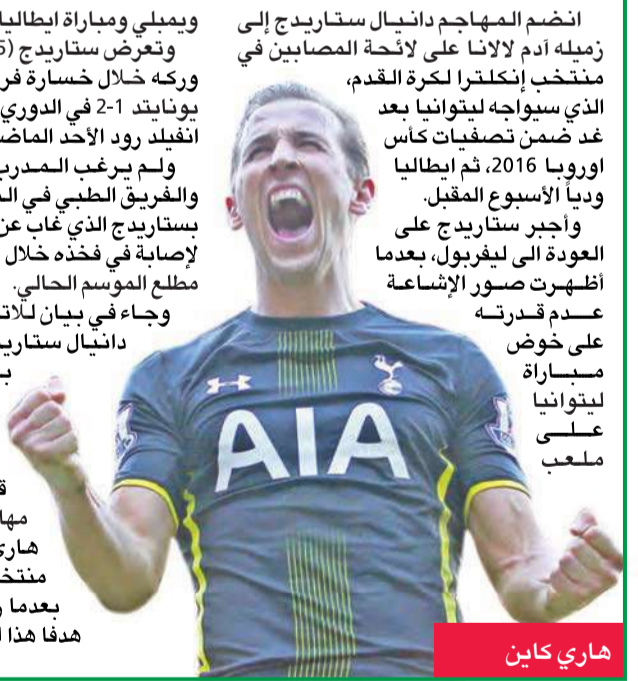 انضم المهاجم دانيال ستاريدج إلى
زميله آدم لالانا على لائحة المصابين في
منتخب إنكلترا لكرة القدم،
الذي سيواجه ليتوانيا بعد
غد ضمن تصفيات كأس
اوروبا 2016، ثم ايطاليا
ودياً الأسبوع المقبل.
وأجبر ستاريدج على
العودة الى ليفربول، بعدما
أظهرت صور الإشاعة
عدم قدرته
على خوض
مباراة
ليتوانيا
على
ملعب
ويمبلي ومباراة ايطاليا
وتعرض ستاريدج
وركه خلال خسارة
يونايتد 1-2 في الدوري
انفيلد رود الأحد
ولم يرغب المدرب
والفريق الطبي في
بستاريدج الذي غاب عن
لإصابة في فخذه خلال
مطلع الموسم الحالي.
وجاء في بيان
دانيال
هدفا هذا
AIA
هاري كاين